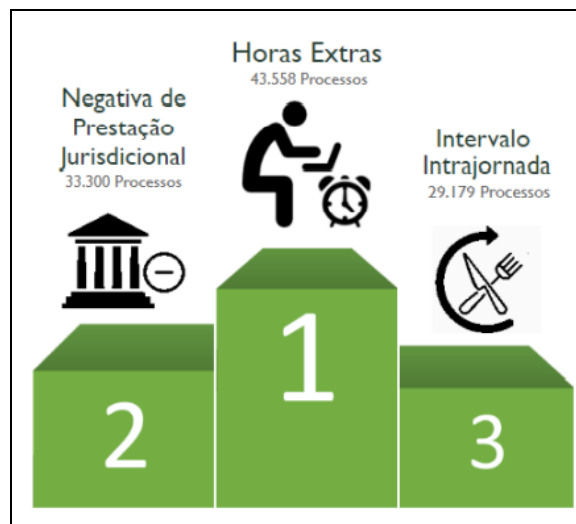 Horas Extras
43.558 Processos
Negativa de
Prestação
Jurisdicional
33.300 Processos
Intervalo
Intrajornada
29.179 Processos
1
2
3